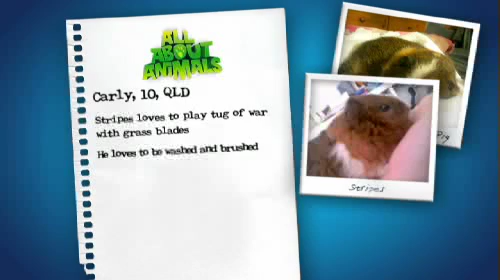 ALL
ABOUT
ANIMALS
Carly, 10, QLD
Stripes loves to play tug of war
with grass blades
He loves to be washed and brushed
Pig
Stripes